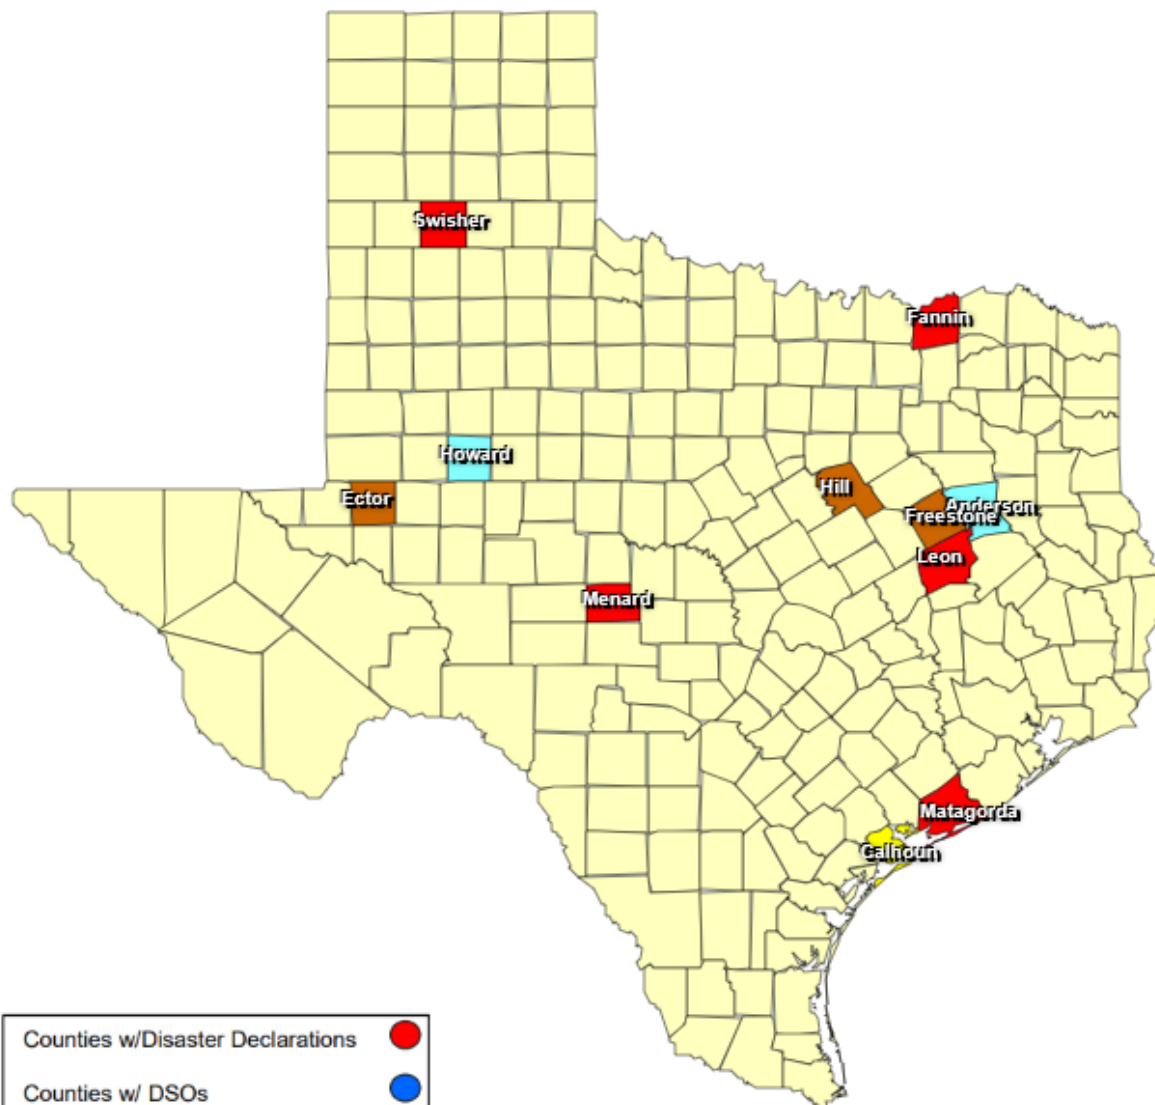 Swisher
Fannin
Howard
Ector
Hill
Anderson
Freestone
Leon
Menard
Matagorda
Calhoun
Counties w/Disaster Declarations
Counties w/ DSOs